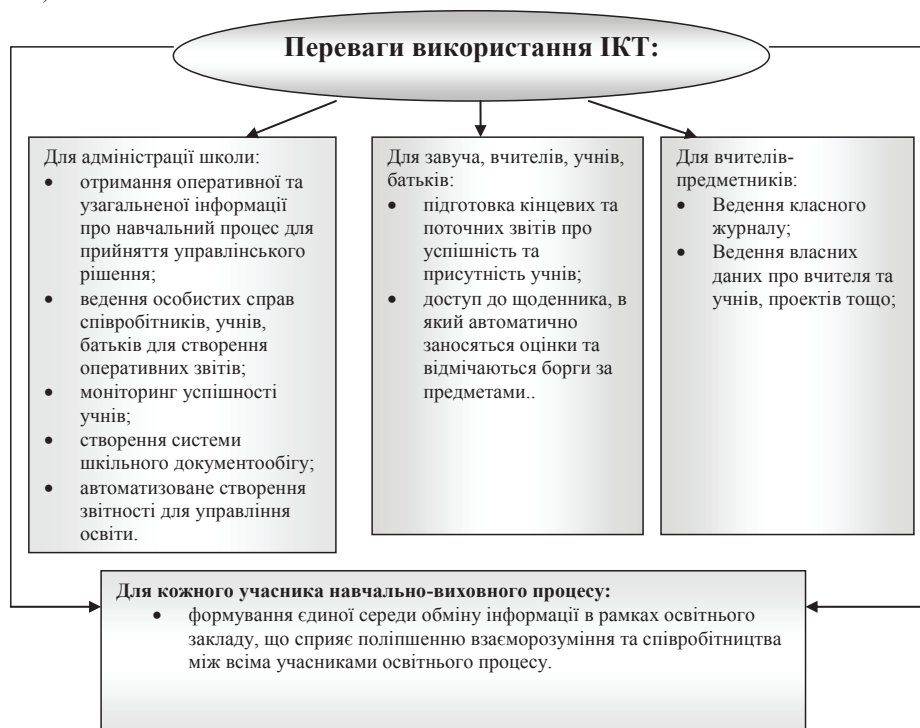 Переваги використання ІКТ:
Для адміністрації школи:
• отримання оперативної та
узагальненої інформації
про навчальний процес для
прийняття управлінського
рішення;
• ведення особистих справ
співробітників, учнів,
батьків для створення
оперативних звітів;
• моніторинг успішності
учнів;
• створення системи
шкільного документообігу;
• автоматизоване створення
звітності для управління
освіти.
Для завуча, вчителів, учнів,
батьків:
• підготовка кінцевих та
поточних звітів про
успішність та
присутність учнів;
• доступ до щоденника, в
який автоматично
заносяться оцінки та
відмічаються борги за
предметами..
Для вчителів-
предметників:
• Ведення класного
журналу;
• Ведення власних
даних про вчителя та
учнів, проектів тощо;
Для кожного учасника навчально-виховного процесу:
• формування єдиної середи обміну інформації в рамках освітнього
закладу, що сприяє поліпшенню взаєморозуміння та співробітництва
між всіма учасниками освітнього процесу.